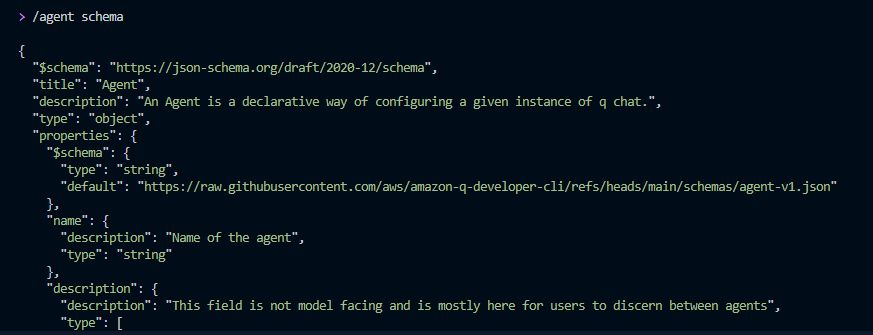 > /agent schema
{
"$schema": "https://json-schema.org/draft/2020-12/schema",
"title": "Agent",
"description": "An Agent is a declarative way of configuring a given instance of q chat.",
"type": "object",
"properties": {
"$schema": {
"type": "string",
"default": "https://raw.githubusercontent.com/aws/amazon-q-developer-cli/refs/heads/main/schemas/agent-v1.json"
},
"name": {
"description": "Name of the agent",
"type": "string"
},
"description": {
"description": "This field is not model facing and is mostly here for users to discern between agents",
"type": [